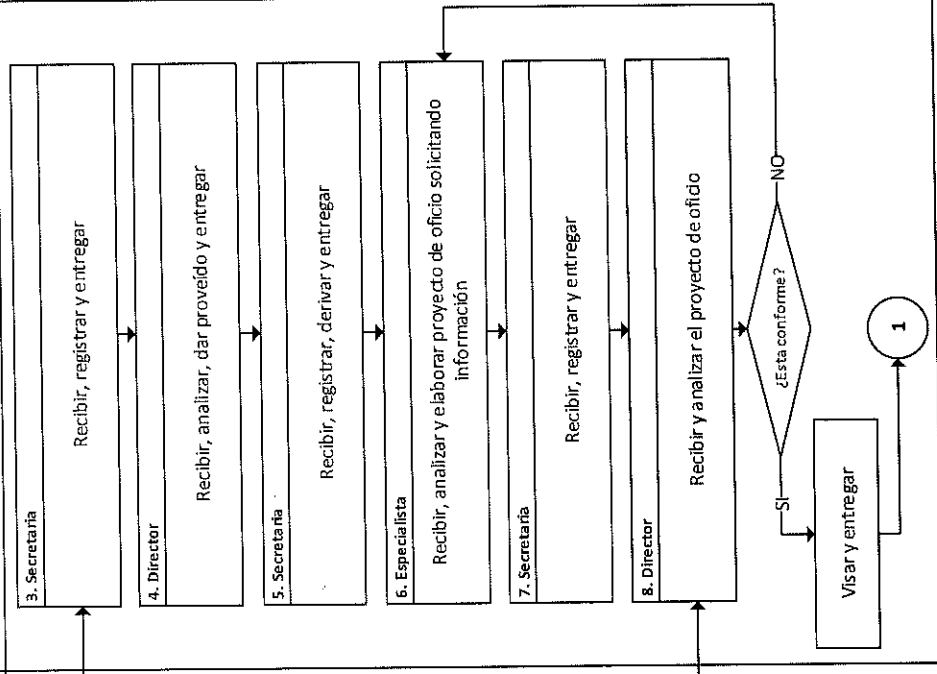 3. Secretaria
Recibir, registrar y entregar
4. Director
Recibir, analizar, dar proveído y entregar
5. Secretaria
Recibir, registrar, derivar y entregar
6. Especialista
Recibir, analizar y elaborar proyecto de oficio solicitando
información
7. Secretaria
Recibir, registrar y entregar
8. Director
Recibir y analizar el proyecto de oficio
¿Esta conforme?
NO
SI
Visar y entregar
1